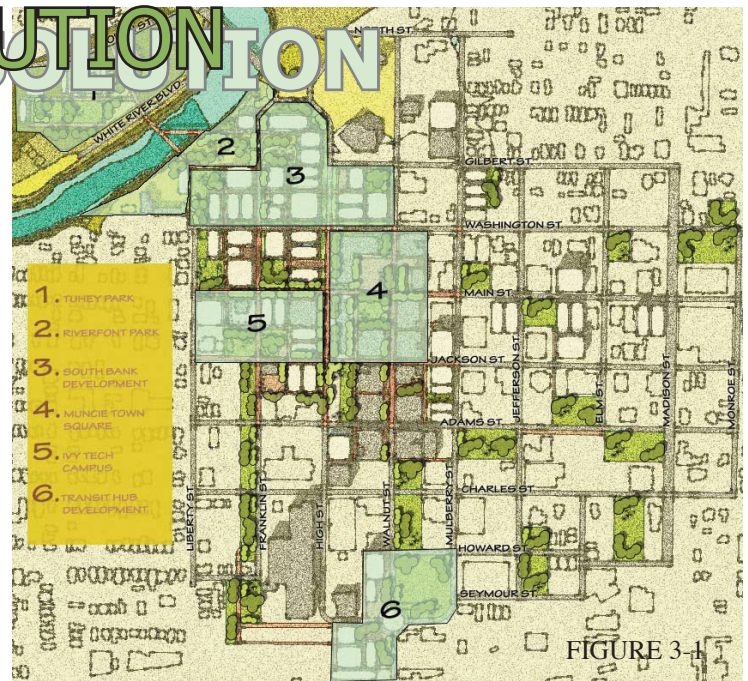 UTION
OLUTION
NORTH ST.
WHITE RIVER BLVD.
1
2
3
GILBERT ST.
WASHINGTON ST.
4
MAIN ST.
5
JACKSON ST.
JEFFERSON ST.
ELM ST.
MADISON ST.
MONROE ST.
ADAMS ST.
1. TUHEY PARK
2. RIVERFONT PARK
3. SOUTH BANK
DEVELOPMENT
4. MUNCIE TOWN
SQUARE
5. IVY TECH
CAMPUS
6. TRANSIT HUB
DEVELOPMENT
LIBERTY ST.
FRANKLIN ST.
HIGH ST.
WALNUT ST.
MULBERRY ST.
CHARLES ST.
HOWARD ST.
SEYMOUR ST.
6
FIGURE 3-1